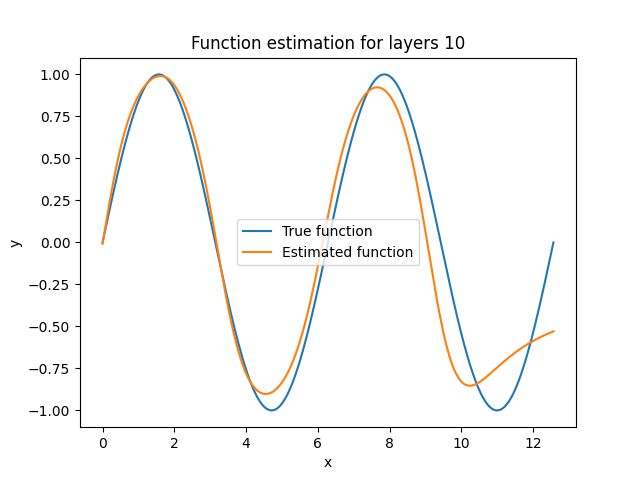 Function estimation for layers 10
1.00
0.75
0.50
0.25
0.00
−0.25
−0.50
−0.75
−1.00
y
True function
Estimated function
0 2 4 6 8 10 12
x